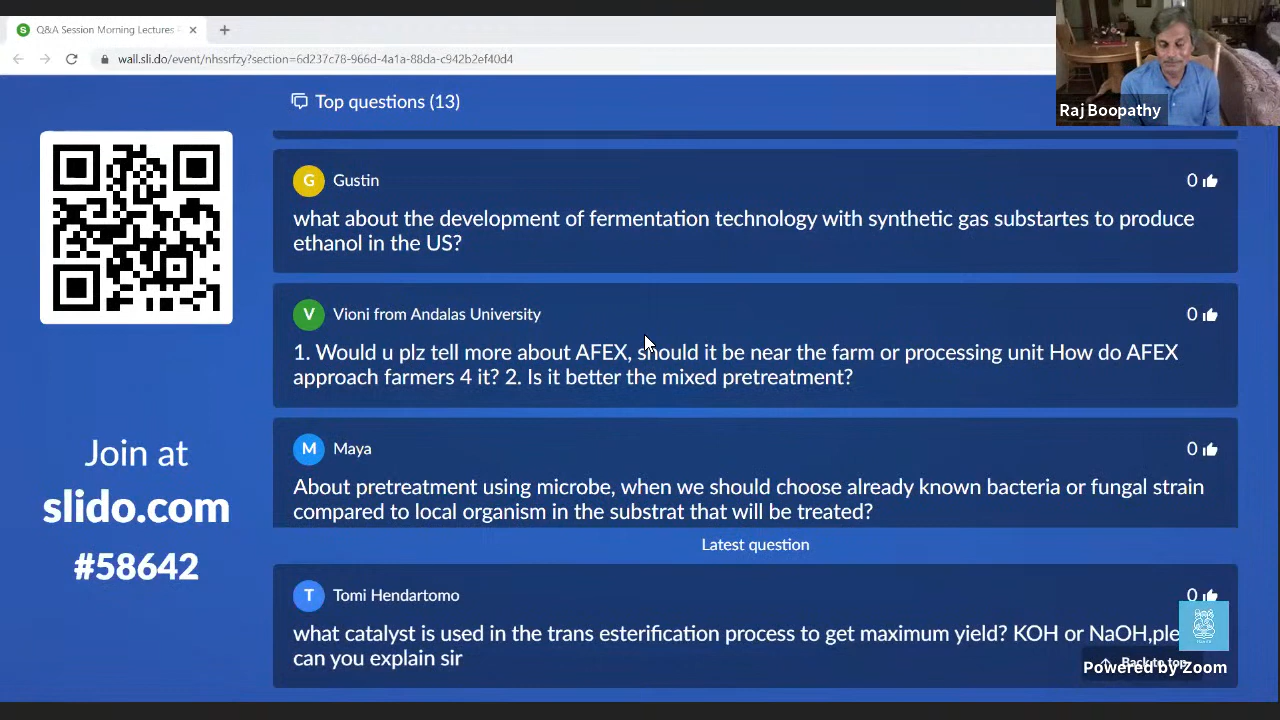 Q&A Session Morning Lectures
wall.sli.do/event/nhssrfzy?section=6d237c78-966d-4a1a-88da-c942b2ef40d4
Raj Boopathy
Top questions (13)
G Gustin 0
what about the development of fermentation technology with synthetic gas substartes to produce
ethanol in the US?
V Vioni from Andalas University 0
1. Would u plz tell more about AFEX, should it be near the farm or processing unit How do AFEX
approach farmers 4 it? 2. Is it better the mixed pretreatment?
M Maya 0
About pretreatment using microbe, when we should choose already known bacteria or fungal strain
compared to local organism in the substrat that will be treated?
Latest question
T Tomi Hendartomo 0
what catalyst is used in the trans esterification process to get maximum yield? KOH or NaOH,ple
can you explain sir
Join at
slido.com
#58642
Back to top
Powered by Zoom